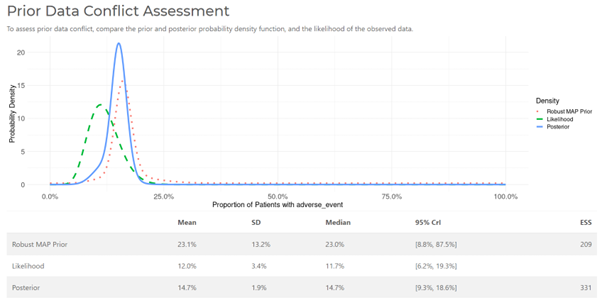 Prior Data Conflict Assessment
To assess prior data conflict, compare the prior and posterior probability density function, and the likelihood of the observed data.
20
15
10
5
0
Probability Density
0.0% 25.0% 50.0% 75.0% 100.0%
Proportion of Patients with adverse_event
Density
Robust MAP Prior
Likelihood
Posterior
Mean SD Median 95% CrI ESS
Robust MAP Prior 23.1% 13.2% 23.0% [8.8%, 87.5%] 209
Likelihood 12.0% 3.4% 11.7% [6.2%, 19.3%]
Posterior 14.7% 1.9% 14.7% [9.3%, 18.6%] 331